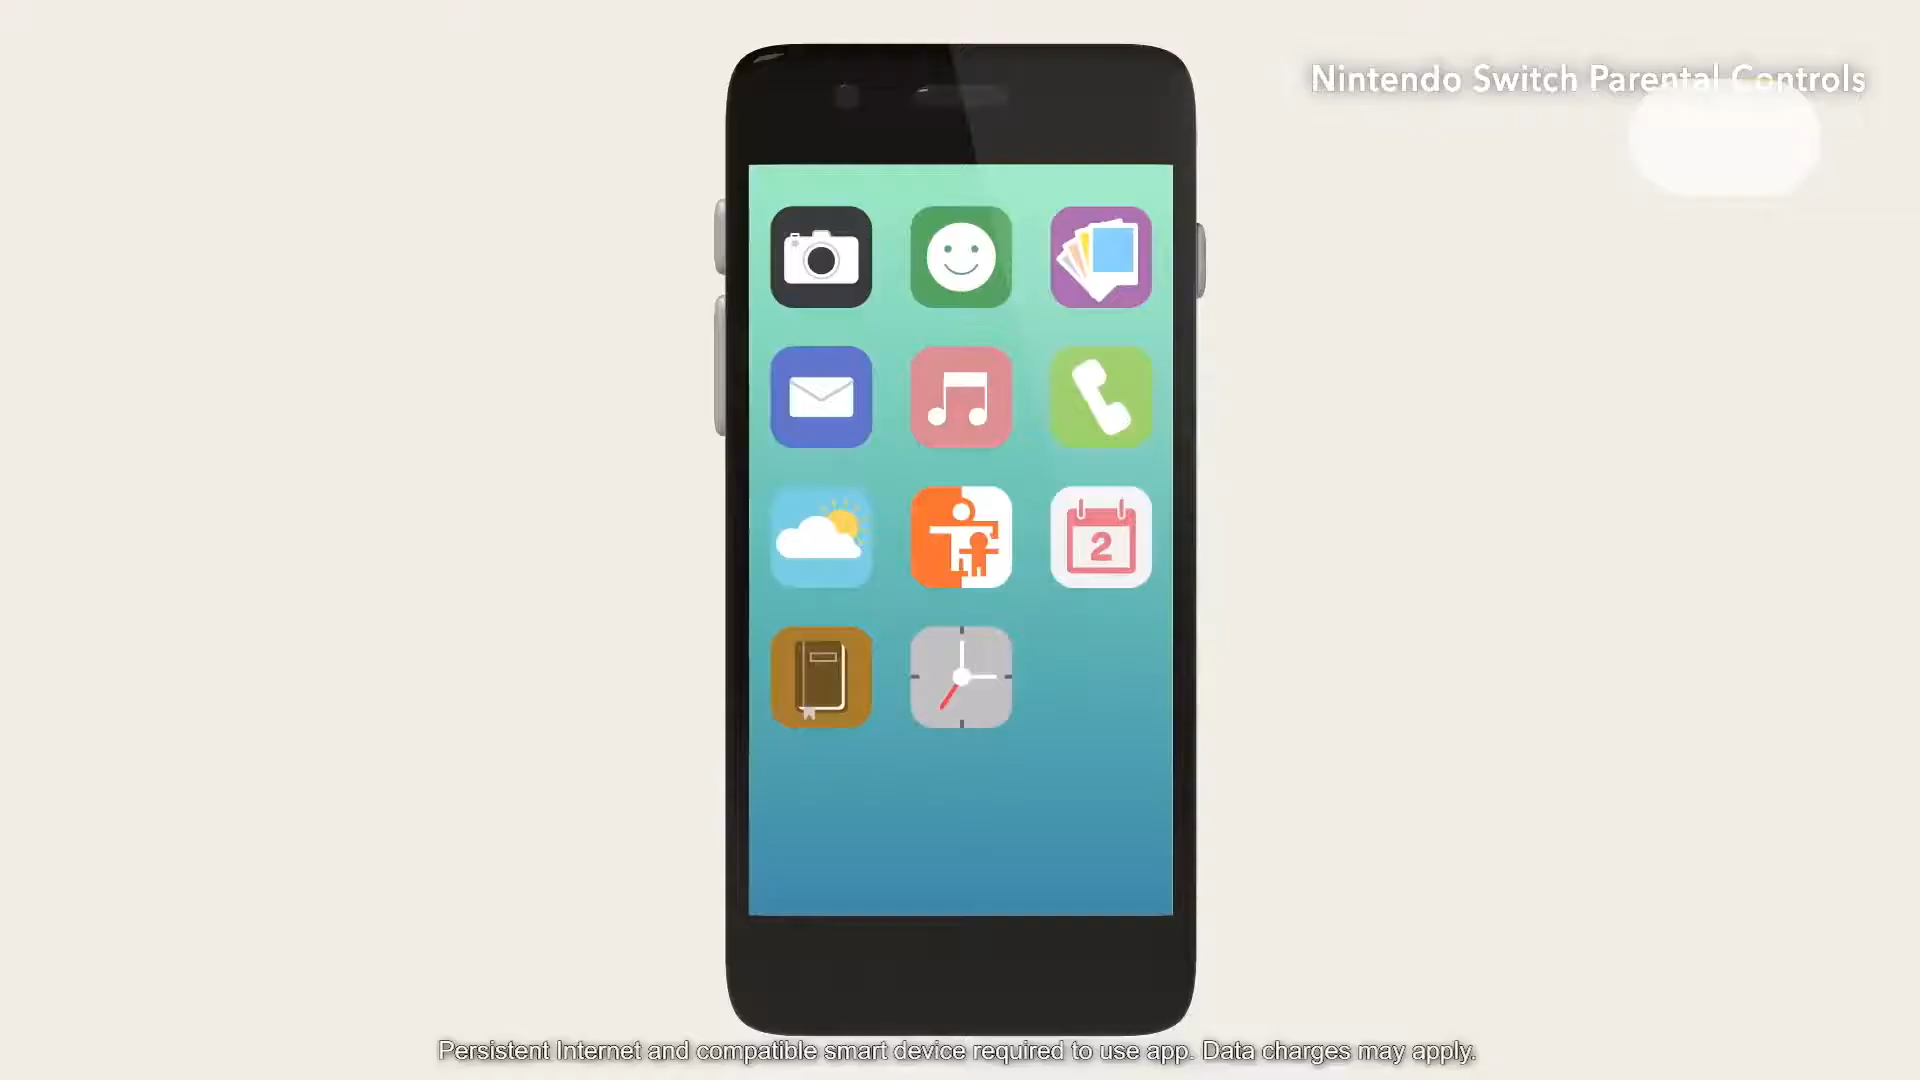 Nintendo Switch Parental Controls
2
Persistent Internet and compatible smart device required to use app. Data charges may apply.